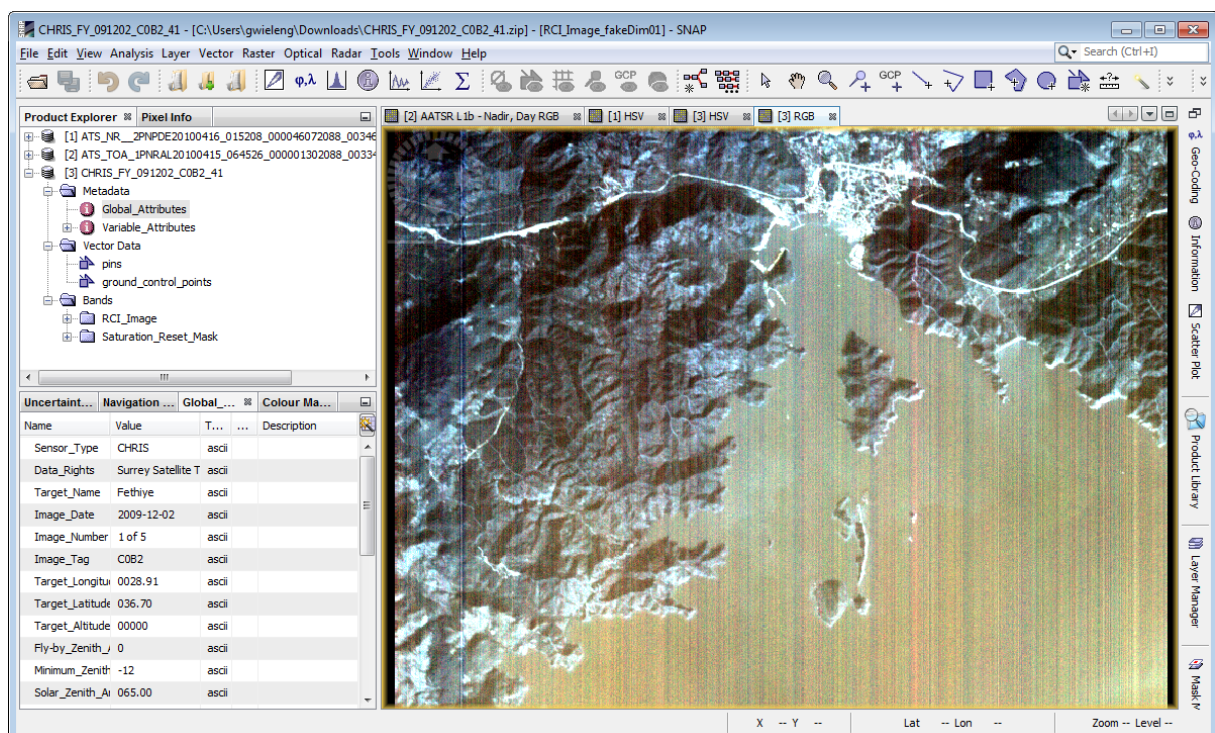 CHRIS_FY_091202_C0B2_41 - [C:\Users\gwieleng\Downloads\CHRIS_FY_091202_C0B2_41.zip] - [RCI_Image_fakeDim01] - SNAP
File Edit View Analysis Layer Vector Raster Optical Radar Tools Window Help
Search (Ctrl+I)
φ,λ
GCP
GCP
Product Explorer Pixel Info
[2] AATSR L1b - Nadir, Day RGB [1] HSV [3] HSV [3] RGB
[1] ATS_NR__2PNPDE20100416_015208_000046072088_00346
[2] ATS_TOA_1PNRAL20100415_064526_000001302088_00334
[3] CHRIS_FY_091202_C0B2_41
Metadata
Global_Attributes
Variable_Attributes
Vector Data
pins
ground_control_points
Bands
RCI_Image
Saturation_Reset_Mask
Uncertaint... Navigation ... Global_... Colour Ma...
Name Value T... ... Description
Sensor_Type CHRIS ascii
Data_Rights Surrey Satellite T ascii
Target_Name Fethiye ascii
Image_Date 2009-12-02 ascii
Image_Number 1 of 5 ascii
Image_Tag C0B2 ascii
Target_Longitu 0028.91 ascii
Target_Latitude 036.70 ascii
Target_Altitude 00000 ascii
Fly-by_Zenith_ 0 ascii
Minimum_Zenith -12 ascii
Solar_Zenith_A 065.00 ascii
φ,λ Geo-Coding
Information
Scatter Plot
Product Library
Layer Manager
Mask M
X -- Y -- Lat -- Lon -- Zoom -- Level --